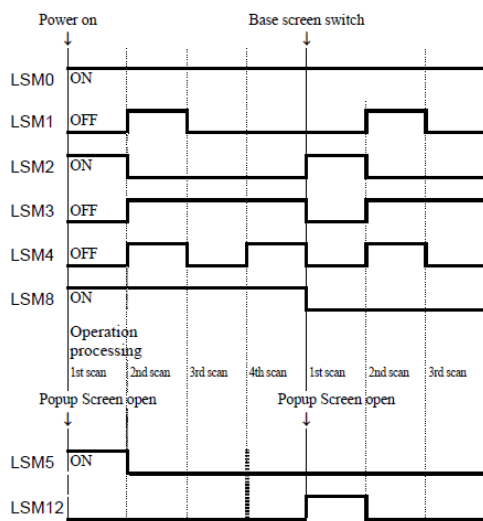 Power on Base screen switch
↓ ↓
LSM0 ON
LSM1 OFF
LSM2 ON
LSM3 OFF
LSM4 OFF
LSM8 ON
Operation
processing
1st scan 2nd scan 3rd scan 4th scan 1st scan 2nd scan 3rd scan
Popup Screen open Popup Screen open
↓ ↓
LSM5 ON
LSM12